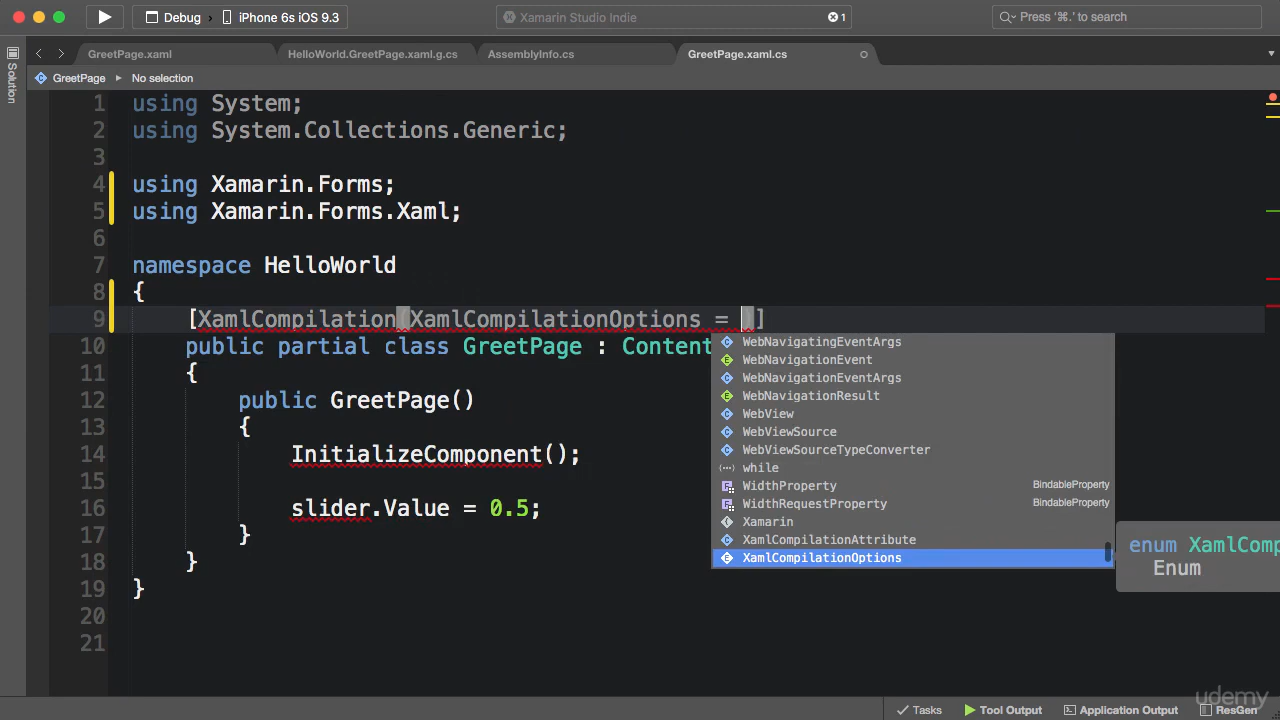 Debug
iPhone 6s iOS 9.3
Xamarin Studio Indie
1
Press '⌘.' to search
GreetPage.xaml
HelloWorld.GreetPage.xaml.g.cs
AssemblyInfo.cs
GreetPage.xaml.cs
Solution
GreetPage
No selection
1 using System;
2 using System.Collections.Generic;
3
4 using Xamarin.Forms;
5 using Xamarin.Forms.Xaml;
6
7 namespace HelloWorld
8 {
9 [XamlCompilation(XamlCompilationOptions = )]
10 public partial class GreetPage : Content
11 {
12 public GreetPage()
13 {
14 InitializeComponent();
15
16 slider.Value = 0.5;
17 }
18 }
19 }
20
21
WebNavigatingEventArgs
WebNavigationEvent
WebNavigationEventArgs
WebNavigationResult
WebView
WebViewSource
WebViewSourceTypeConverter
while
WidthProperty BindableProperty
WidthRequestProperty BindableProperty
Xamarin
XamlCompilationAttribute
XamlCompilationOptions
enum XamlComp
Enum
Tasks
Tool Output
Application Output
ResGen
udemy